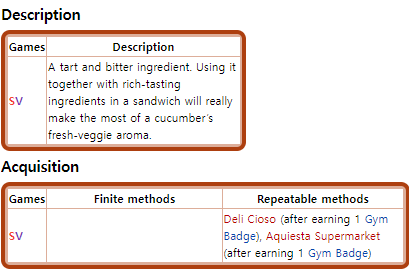 Description
Games Description
SV
A tart and bitter ingredient. Using it
together with rich-tasting
ingredients in a sandwich will really
make the most of a cucumber's
fresh-veggie aroma.
Acquisition
Games Finite methods Repeatable methods
SV
Deli Cioso (after earning 1 Gym
Badge), Aquiesta Supermarket
(after earning 1 Gym Badge)